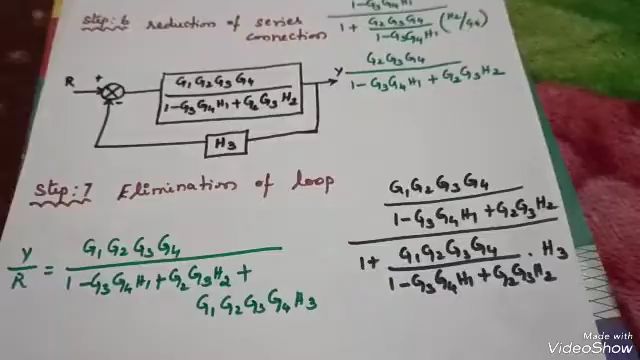 Step: 6 reduction of series
connection
1-G3G4H1
1 + G2G3G4 / 1-G3G4H1 (H2/G4)
G2G3G4
1-G3G4H1 + G2G3H2
R + - G1G2G3G4 Y
1-G3G4H1+G2G3H2
H3
Step: 7 Elimination of loop
Y/R = G1G2G3G4
1-G3G4H1+G2G3H2+
G1G2G3G4H3
G1G2G3G4
1-G3G4H1+G2G3H2
1+ G1G2G3G4 . H3
1-G3G4H1+G2G3H2
Made with
VideoShow